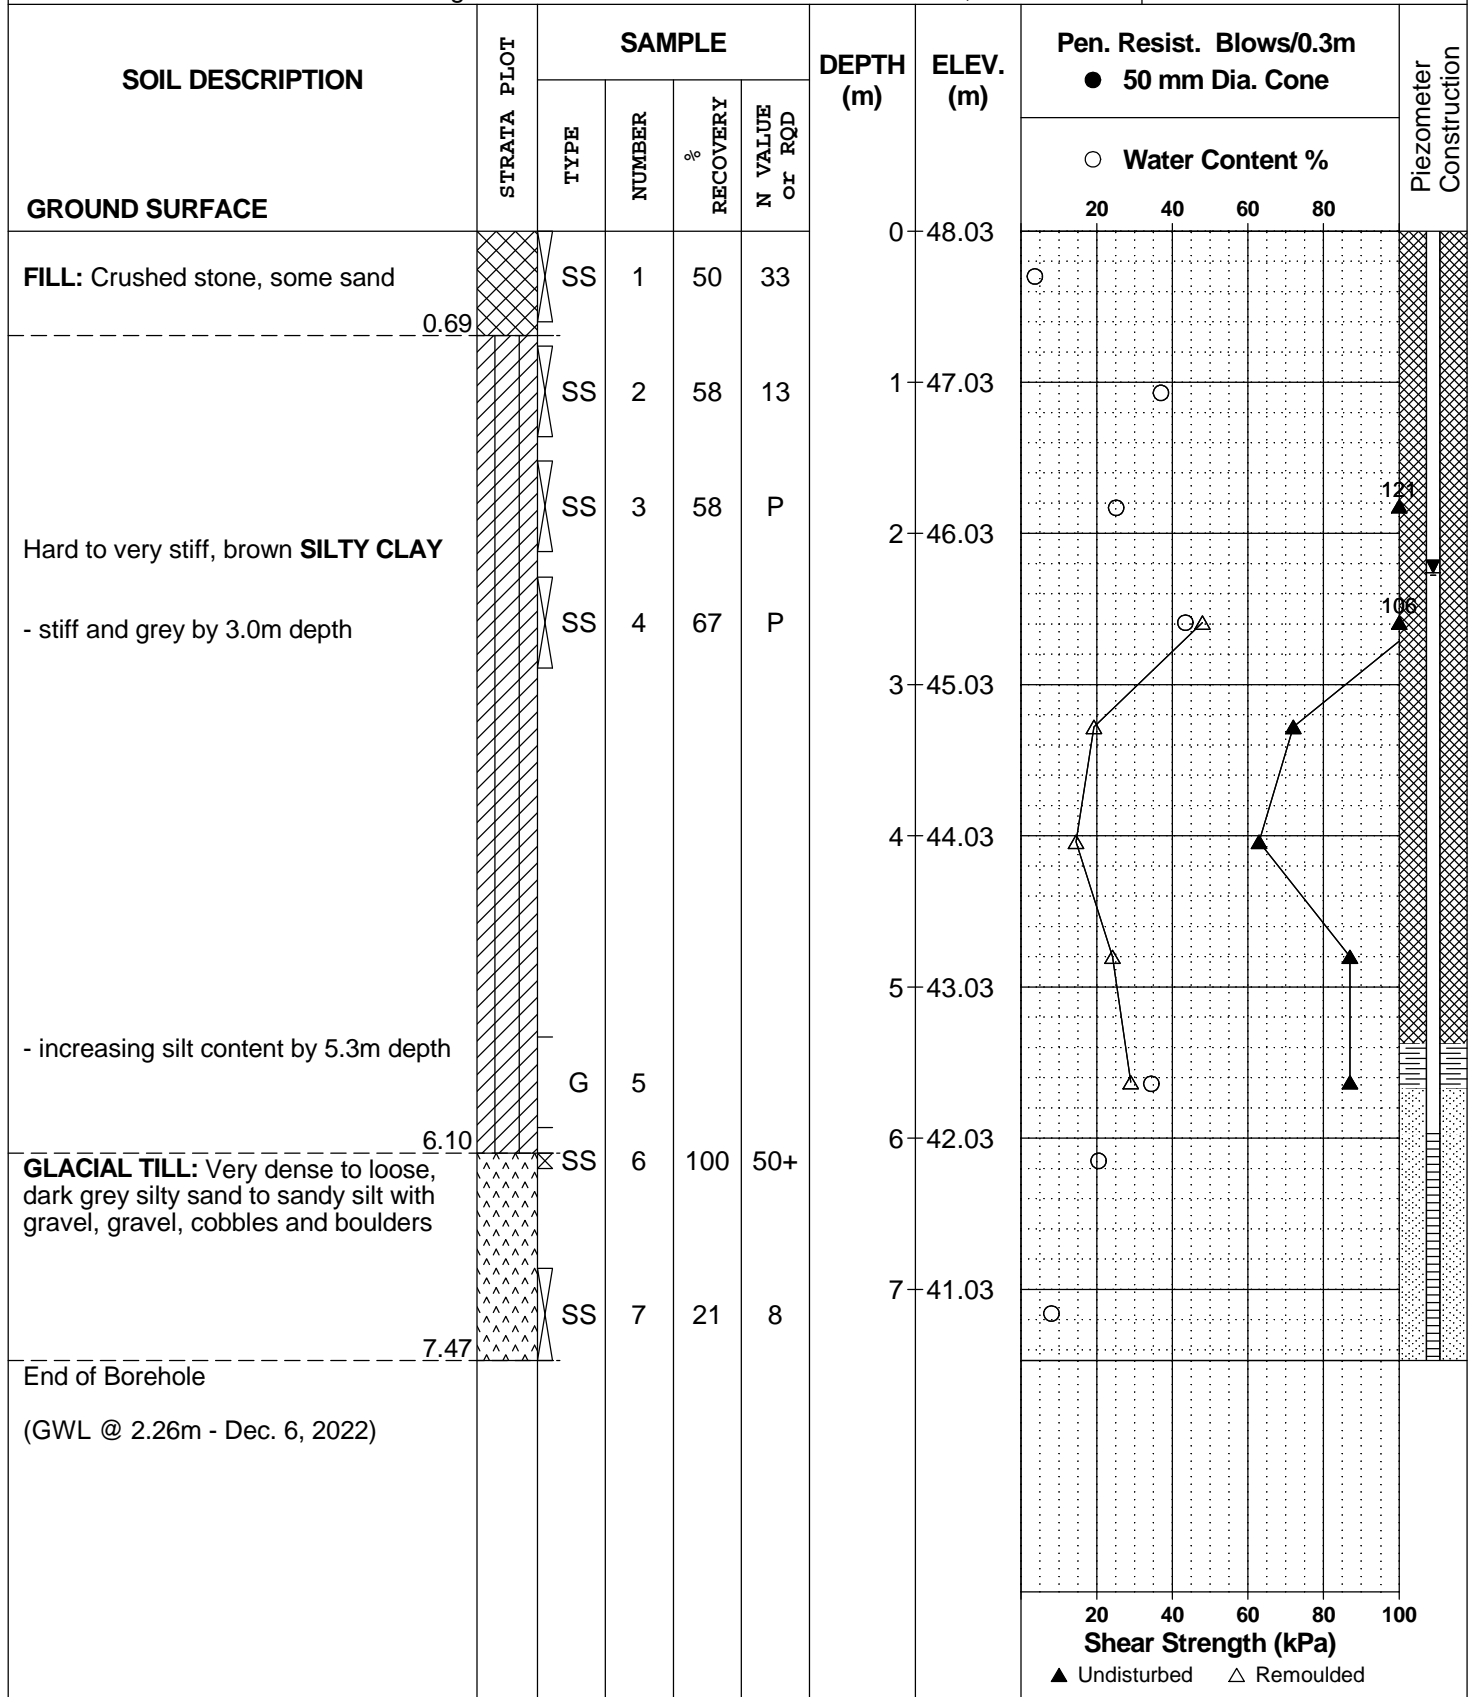 SOIL DESCRIPTION
GROUND SURFACE
STRATA PLOT
SAMPLE
TYPE
NUMBER
% RECOVERY
N VALUE or RQD
DEPTH (m)
ELEV. (m)
Pen. Resist. Blows/0.3m
● 50 mm Dia. Cone
○ Water Content %
20 40 60 80
Piezometer Construction
0 48.03
FILL: Crushed stone, some sand
SS 1 50 33
0.69
1 47.03
SS 2 58 13
SS 3 58 P
121
2 46.03
Hard to very stiff, brown SILTY CLAY
- stiff and grey by 3.0m depth
SS 4 67 P
106
3 45.03
4 44.03
5 43.03
- increasing silt content by 5.3m depth
G 5
6 42.03
6.10
GLACIAL TILL: Very dense to loose,
dark grey silty sand to sandy silt with
gravel, gravel, cobbles and boulders
SS 6 100 50+
7 41.03
SS 7 21 8
7.47
End of Borehole
(GWL @ 2.26m - Dec. 6, 2022)
20 40 60 80 100
Shear Strength (kPa)
▲ Undisturbed △ Remoulded